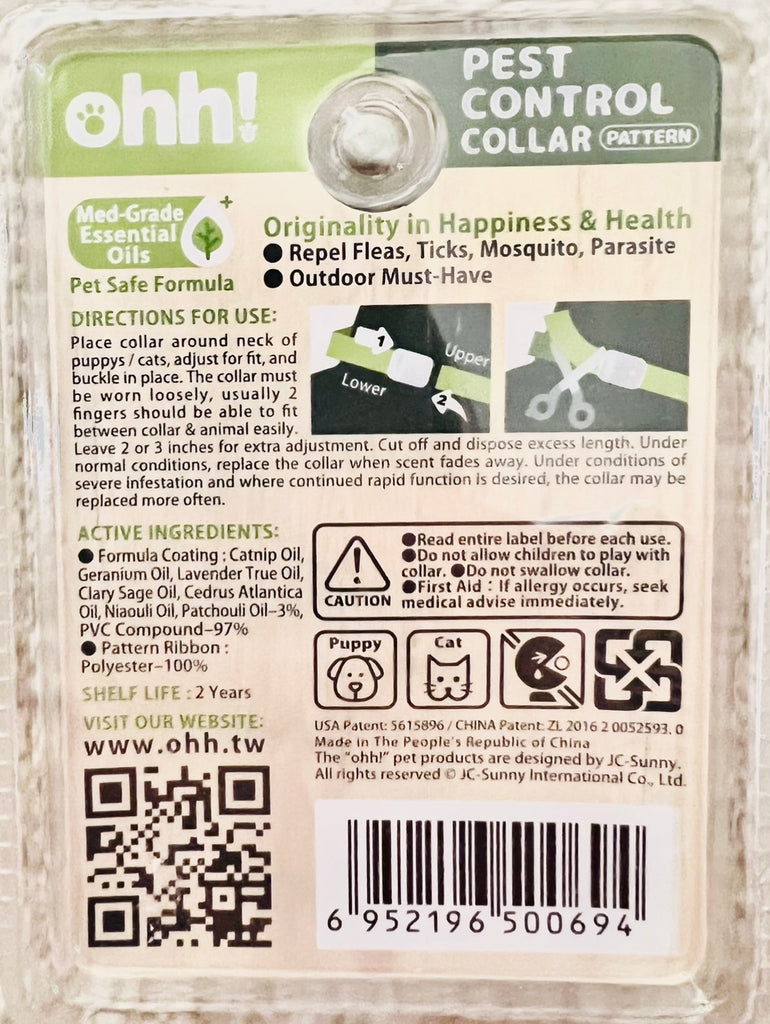 ohh!
PEST
CONTROL
COLLAR PATTERN
Med-Grade
Essential
Oils
+
Pet Safe Formula
Originality in Happiness & Health
● Repel Fleas, Ticks, Mosquito, Parasite
● Outdoor Must-Have
DIRECTIONS FOR USE:
Place collar around neck of
puppys / cats, adjust for fit, and
buckle in place. The collar must
be worn loosely, usually 2
fingers should be able to fit
between collar & animal easily.
Leave 2 or 3 inches for extra adjustment. Cut off and dispose excess length. Under
normal conditions, replace the collar when scent fades away. Under conditions of
severe infestation and where continued rapid function is desired, the collar may be
replaced more often.
1
Upper
Lower
2
ACTIVE INGREDIENTS:
● Formula Coating : Catnip Oil,
Geranium Oil, Lavender True Oil,
Clary Sage Oil, Cedrus Atlantica
Oil, Niaouli Oil, Patchouli Oil–3%,
PVC Compound–97%
● Pattern Ribbon :
Polyester–100%
SHELF LIFE : 2 Years
VISIT OUR WEBSITE:
www.ohh.tw
CAUTION
●Read entire label before each use.
●Do not allow children to play with
collar. ●Do not swallow collar.
●First Aid : If allergy occurs, seek
medical advise immediately.
Puppy
Cat
USA Patent: 5615896 / CHINA Patent: ZL 2016 2 0052593. 0
Made in The People's Republic of China
The "ohh!" pet products are designed by JC-Sunny.
All rights reserved © JC-Sunny International Co., Ltd.
6 952196 500694